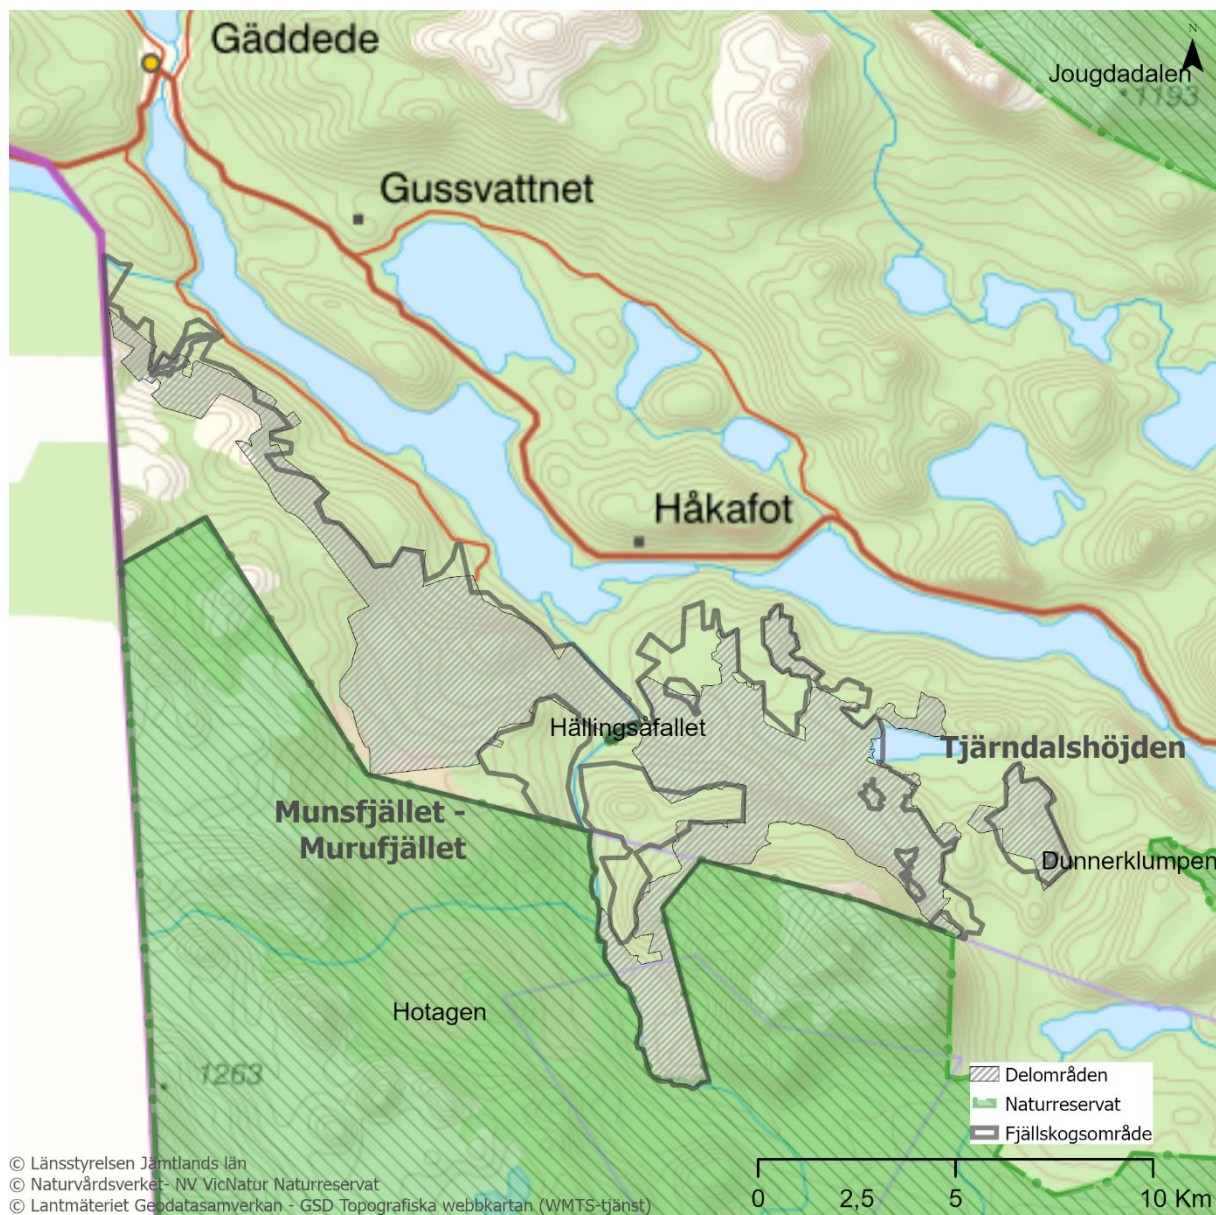 Gäddede
N
Jougdadalen
1193
Gussvattnet
Håkafot
Hällingsåfallet
Tjärndalshöjden
Munsfjället -
Murufjället
Dunnerklumpen
Hotagen
1263
Delområden
Naturreservat
Fjällskogsområde
© Länsstyrelsen Jämtlands län
© Naturvårdsverket- NV VicNatur Naturreservat
© Lantmäteriet Geodatasamverkan - GSD Topografiska webbkartan (WMTS-tjänst)
0 2,5 5 10 Km